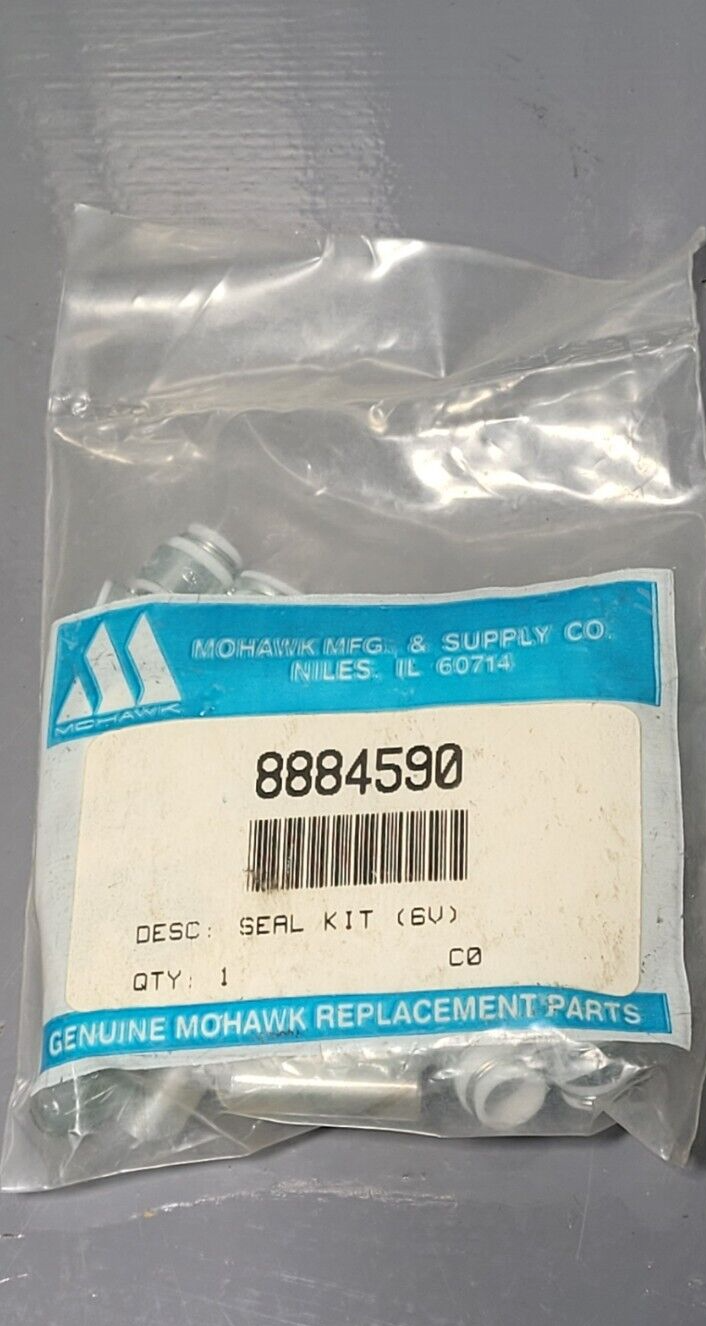 MOHAWK MFG. & SUPPLY CO.
NILES, IL 60714
MOHAWK
8884590
DESC: SEAL KIT (6V)
C0
QTY: 1
GENUINE MOHAWK REPLACEMENT PARTS